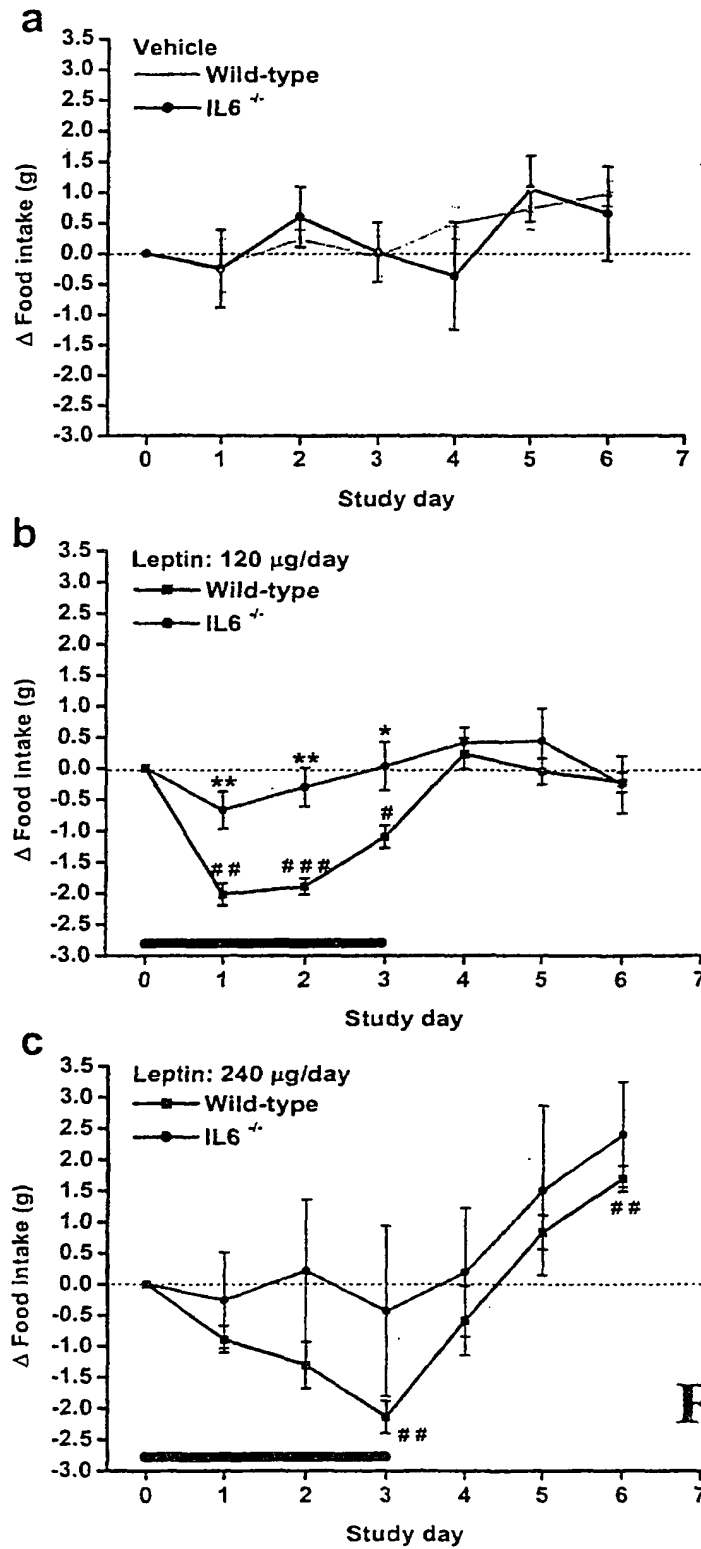 a
3.5
3.0
2.5
2.0
1.5
1.0
0.5
0.0
-0.5
-1.0
-1.5
-2.0
-2.5
-3.0
Δ Food intake (g)
Vehicle
Wild-type
IL6 -/-
0 1 2 3 4 5 6 7
Study day
b
3.5
3.0
2.5
2.0
1.5
1.0
0.5
0.0
-0.5
-1.0
-1.5
-2.0
-2.5
-3.0
Δ Food intake (g)
Leptin: 120 μg/day
Wild-type
IL6 -/-
** ** *
## ### #
0 1 2 3 4 5 6 7
Study day
c
3.5
3.0
2.5
2.0
1.5
1.0
0.5
0.0
-0.5
-1.0
-1.5
-2.0
-2.5
-3.0
Δ Food intake (g)
Leptin: 240 μg/day
Wild-type
IL6 -/-
##
##
0 1 2 3 4 5 6 7
Study day
F